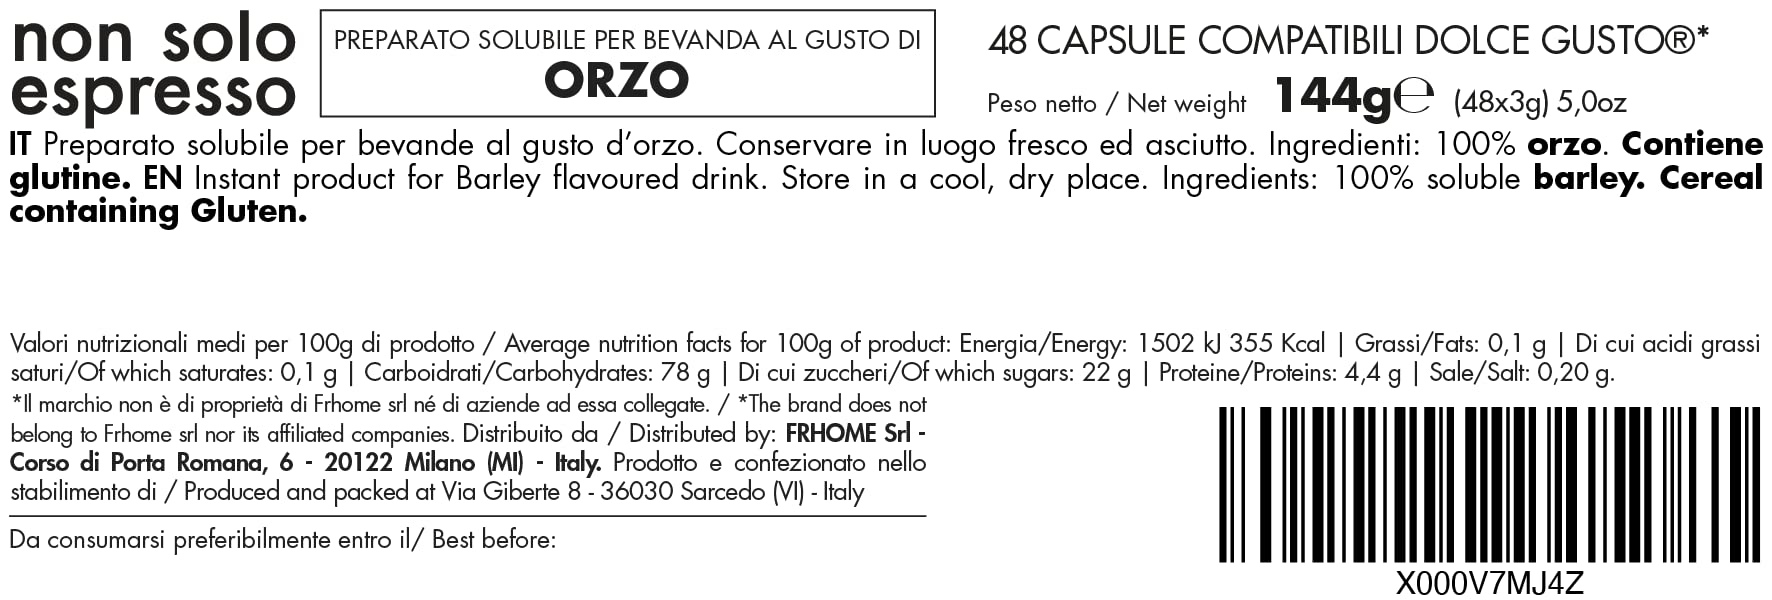 non solo
espresso
PREPARATO SOLUBILE PER BEVANDA AL GUSTO DI
ORZO
48 CAPSULE COMPATIBILI DOLCE GUSTO®*
Peso netto / Net weight 144g℮ (48x3g) 5,0oz
IT Preparato solubile per bevande al gusto d’orzo. Conservare in luogo fresco ed asciutto. Ingredienti: 100% orzo. Contiene
glutine. EN Instant product for Barley flavoured drink. Store in a cool, dry place. Ingredients: 100% soluble barley. Cereal
containing Gluten.
Valori nutrizionali medi per 100g di prodotto / Average nutrition facts for 100g of product: Energia/Energy: 1502 kJ 355 Kcal | Grassi/Fats: 0,1 g | Di cui acidi grassi
saturi/Of which saturates: 0,1 g | Carboidrati/Carbohydrates: 78 g | Di cui zuccheri/Of which sugars: 22 g | Proteine/Proteins: 4,4 g | Sale/Salt: 0,20 g.
*Il marchio non è di proprietà di Frhome srl né di aziende ad essa collegate. / *The brand does not
belong to Frhome srl nor its affiliated companies. Distribuito da / Distributed by: FRHOME Srl -
Corso di Porta Romana, 6 - 20122 Milano (MI) - Italy. Prodotto e confezionato nello
stabilimento di / Produced and packed at Via Giberte 8 - 36030 Sarcedo (VI) - Italy
Da consumarsi preferibilmente entro il/ Best before:
X000V7MJ4Z